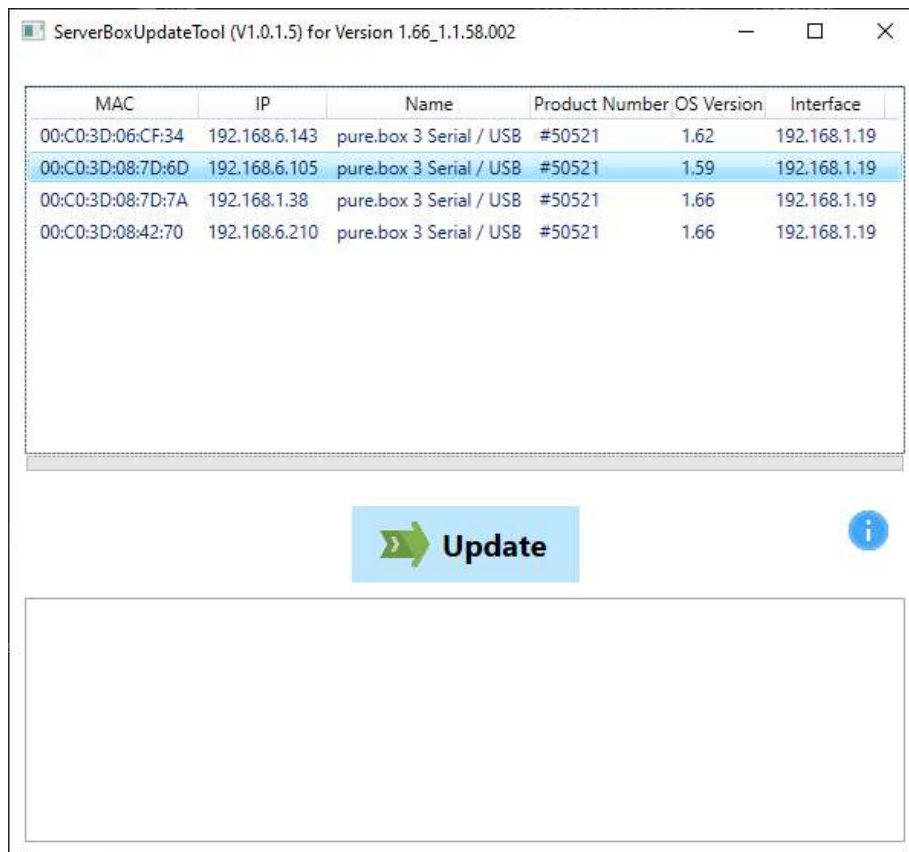 ServerBoxUpdateTool (V1.0.1.5) for Version 1.66_1.1.58.002
MAC IP Name Product Number OS Version Interface
00:C0:3D:06:CF:34 192.168.6.143 pure.box 3 Serial / USB #50521 1.62 192.168.1.19
00:C0:3D:08:7D:6D 192.168.6.105 pure.box 3 Serial / USB #50521 1.59 192.168.1.19
00:C0:3D:08:7D:7A 192.168.1.38 pure.box 3 Serial / USB #50521 1.66 192.168.1.19
00:C0:3D:08:42:70 192.168.6.210 pure.box 3 Serial / USB #50521 1.66 192.168.1.19
Update
i